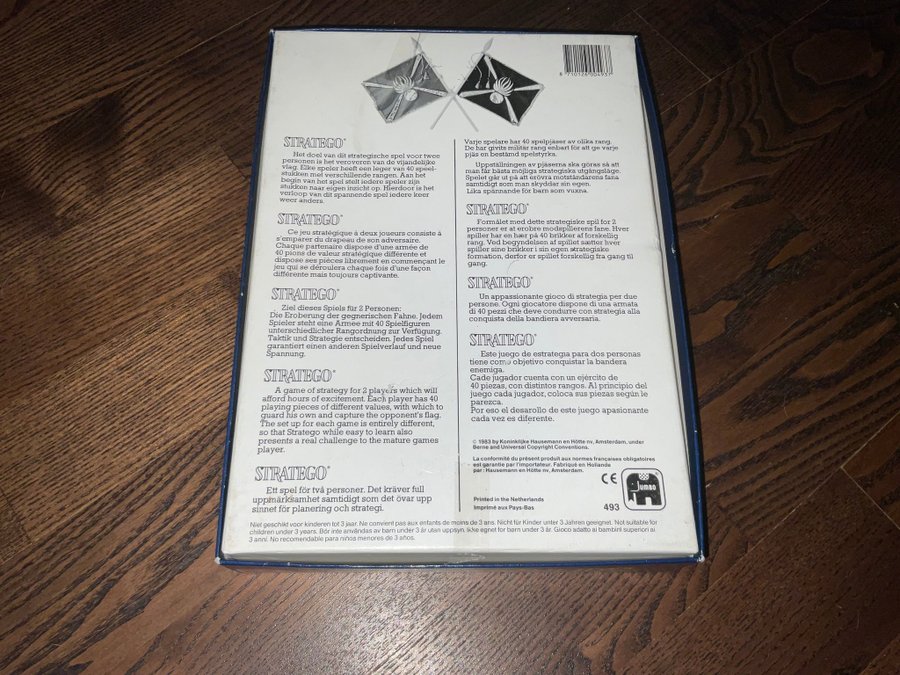 8 710126 004937
STRATEGO®
Het doel van dit strategische spel voor twee
personen is het veroveren van de vijandelijke
vlag. Elke speler heeft een leger van 40 speel-
stukken met verschillende rangen. Aan het
begin van het spel stelt iedere speler zijn
stukken naar eigen inzicht op. Hierdoor is het
verloop van dit spannende spel iedere keer
weer anders.
STRATEGO®
Ce jeu stratégique à deux joueurs consiste à
s'emparer du drapeau de son adversaire.
Chaque partenaire dispose d'une armée de
40 pions de valeur stratégique différente et
dispose ses pièces librement en commençant le
jeu qui se déroulera chaque fois d'une façon
différente mais toujours captivante.
STRATEGO®
Ziel dieses Spiels für 2 Personen:
Die Eroberung der gegnerischen Fahne. Jedem
Spieler steht eine Armee mit 40 Spielfiguren
unterschiedlicher Rangordnung zur Verfügung.
Taktik und Strategie entscheiden. Jedes Spiel
garantiert einen anderen Spielverlauf und neue
Spannung.
STRATEGO®
A game of strategy for 2 players which will
afford hours of excitement. Each player has 40
playing pieces of different values, with which to
guard his own and capture the opponent's flag.
The set up for each game is entirely different,
so that Stratego while easy to learn also
presents a real challenge to the mature games
player.
STRATEGO®
Ett spel för två personer. Det kräver full
uppmärksamhet samtidigt som det övar upp
sinnet för planering och strategi.
Varje spelare har 40 spelpjäser av olika rang.
De har givits militär rang enbart för att ge varje
pjäs en bestämd spelstyrka.
Uppställningen av pjäserna ska göras så att
man får bästa möjliga strategiska utgångsläge.
Spelet går ut på att erövra motståndarens fana
samtidigt som man skyddar sin egen.
Lika spännande för barn som vuxna.
STRATEGO®
Formålet med dette strategiske spil for 2
personer er at erobre modspillerens fane. Hver
spiller har en hær på 40 brikker af forskellig
rang. Ved begyndelsen af spillet sætter hver
spiller sine brikker i sin egen strategiske
formation, derfor er spillet forskellig fra gang til
gang.
STRATEGO®
Un appassionante gioco di strategia per due
persone. Ogni giocatore dispone di una armata
di 40 pezzi che deve condurre con strategia alla
conquista della bandiera avversaria.
STRATEGO®
Este juego de estrategia para dos personas
tiene como objetivo conquistar la bandera
enemiga.
Cada jugador cuenta con un ejército de
40 piezas, con distintos rangos. Al principio del
juego cada jugador, coloca sus piezas según le
parezca.
Por eso el desarollo de este juego apasionante
cada vez es diferente.
© 1983 by Koninklijke Hausemann en Hötte nv, Amsterdam, under
Berne and Universal Copyright Conventions.
La conformité du présent produit aux normes françaises obligatoires
est garantie par l'importateur. Fabriqué en Hollande
par: Hausemann en Hötte nv, Amsterdam.
CE
Jumbo
Printed in the Netherlands
Imprimé aux Pays-Bas
493
Niet geschikt voor kinderen tot 3 jaar. Ne convient pas aux enfants de moins de 3 ans. Nicht für Kinder unter 3 Jahren geeignet. Not suitable for
children under 3 years. Bör inte användas av barn under 3 år utan uppsyn. Ikke egnet for barn under 3 år. Gioco adatto ai bambini superiori ai
3 anni. No recomendable para niños menores de 3 años.